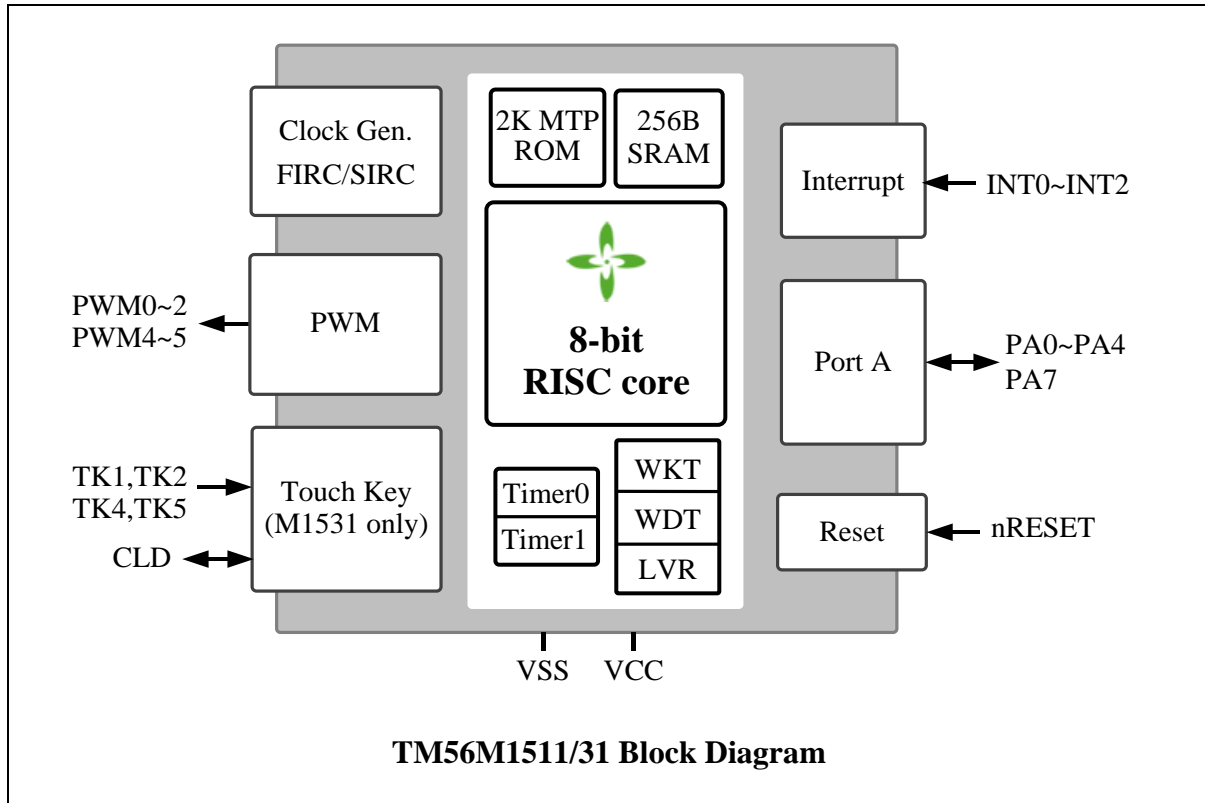 Clock Gen.
FIRC/SIRC
2K MTP
ROM
256B
SRAM
Interrupt
INT0~INT2
PWM0~2
PWM4~5
PWM
8-bit
RISC core
Port A
PA0~PA4
PA7
TK1,TK2
TK4,TK5
CLD
Touch Key
(M1531 only)
Timer0
Timer1
WKT
WDT
LVR
Reset
nRESET
VSS
VCC
TM56M1511/31 Block Diagram